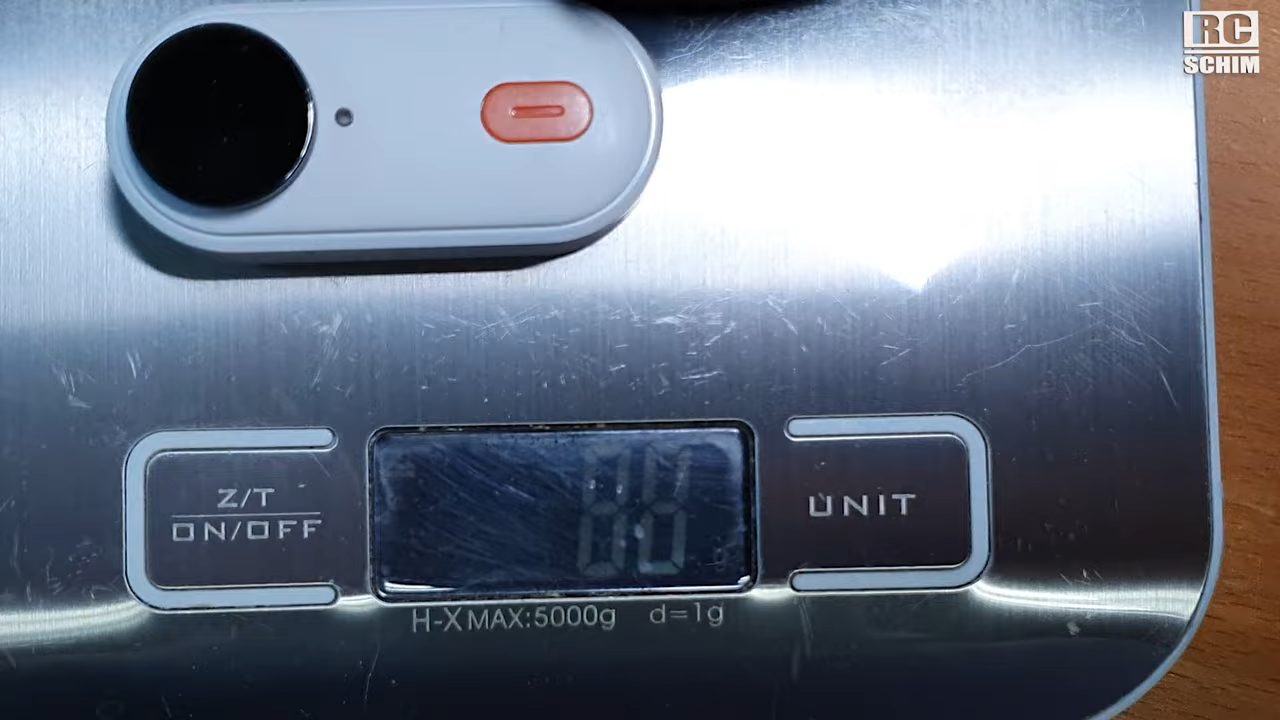 RC
SCHIM
Z/T
ON/OFF
UNIT
H-X MAX:5000g d=1g